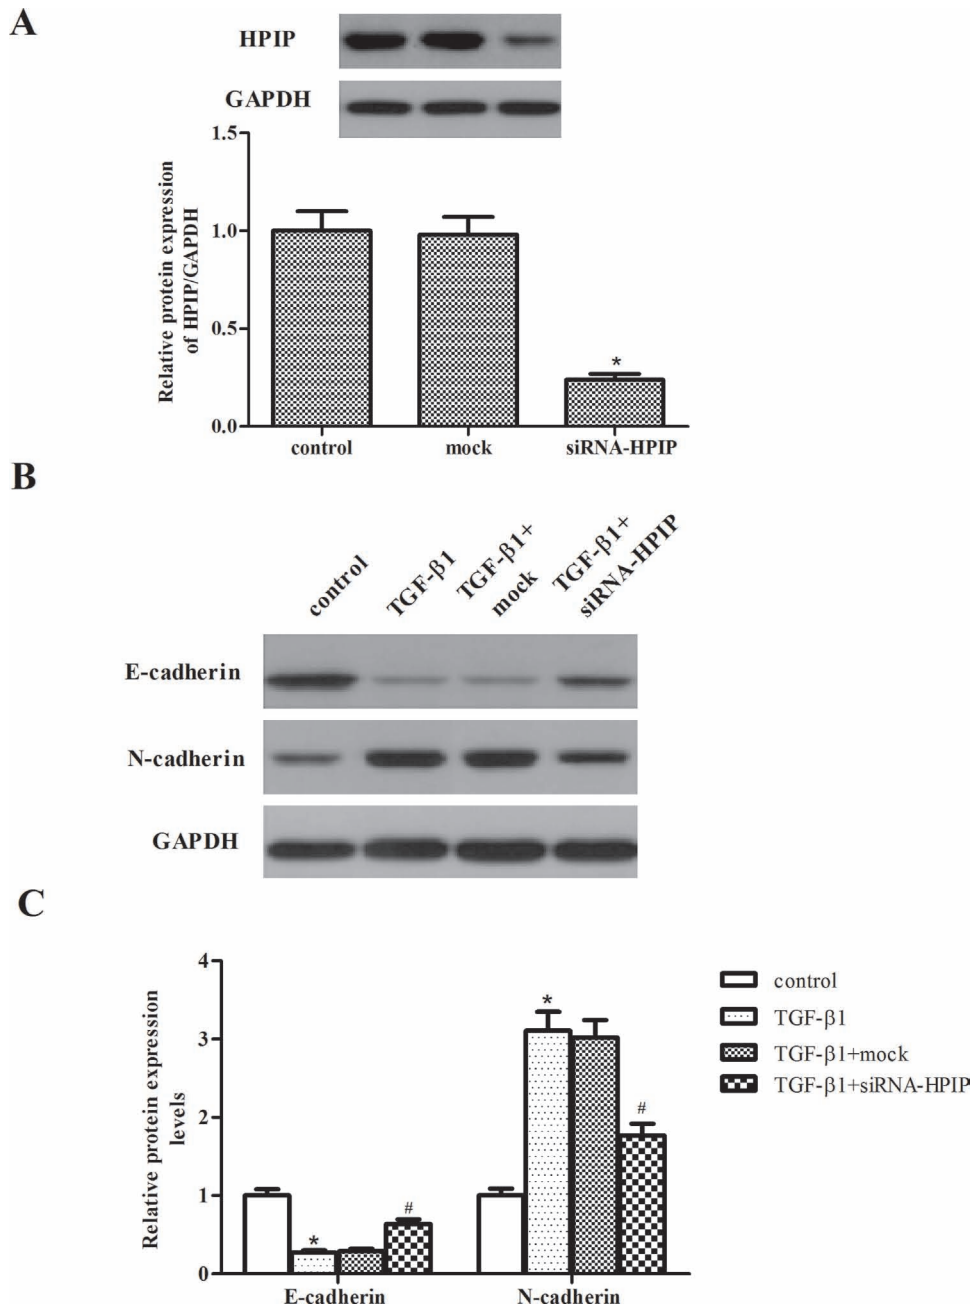 A
HPIP
GAPDH
1.5
1.0
0.5
0.0
Relative protein expression
of HPIP/GAPDH
*
control
mock
siRNA-HPIP
B
control
TGF-β1
TGF-β1+
mock
TGF-β1+
siRNA-HPIP
E-cadherin
N-cadherin
GAPDH
C
4
3
2
1
0
Relative protein expression
levels
*
#
*
#
E-cadherin
N-cadherin
control
TGF-β1
TGF-β1+mock
TGF-β1+siRNA-HPIP